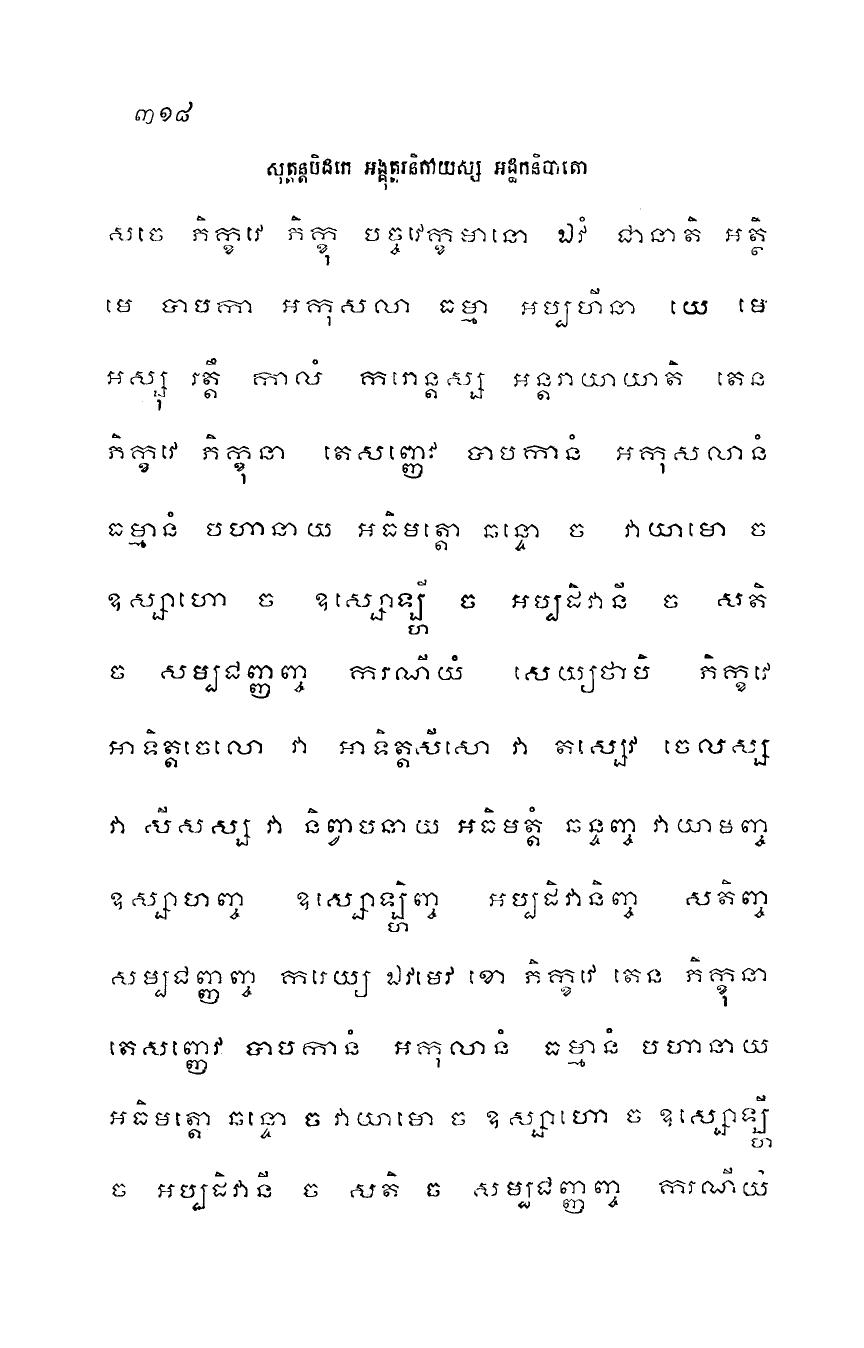 ៣១៨
សុត្តន្តបិដកេ អង្គុត្តរនិកាយស្ស អដ្ឋកនិបាតោ
សចេ ភិក្ខវេ ភិក្ខុ បច្ចវេក្ខមានោ ឯវំ ជានាតិ អត្ថិ
មេ បាបកា អកុសលា ធម្មា អប្បហីនា យេ មេ
អស្សុ រត្តឹ កាលំ ករោន្តស្ស អន្តរាយាយាតិ តេន
ភិក្ខវេ ភិក្ខុនា តេសញ្ញេវ បាបកានំ អកុសលានំ
ធម្មានំ បហានាយ អធិមត្តោ ឆន្ទោ ច វាយាមោ ច
ឧស្សាហោ ច ឧស្សោឡ្ហី ច អប្បដិវានី ច សតិ
ច សម្បជញ្ញញ្ច ករណីយំ សេយ្យថាបិ ភិក្ខវេ
អាទិត្តចេលោ វា អាទិត្តសីសោ វា តស្សេវ ចេលស្ស
វា សីសស្ស វា និព្វាបនាយ អធិមត្តំ ឆន្ទញ្ច វាយាមញ្ច
ឧស្សាហញ្ច ឧស្សោឡ្ហិញ្ច អប្បដិវានិញ្ច សតិញ្ច
សម្បជញ្ញញ្ច ករេយ្យ ឯវមេវ ខោ ភិក្ខវេ តេន ភិក្ខុនា
តេសញ្ញេវ បាបកានំ អកុលានំ ធម្មានំ បហានាយ
អធិមត្តោ ឆន្ទោ ច វាយាមោ ច ឧស្សាហោ ច ឧស្សោឡ្ហី
ច អប្បដិវានី ច សតិ ច សម្បជញ្ញញ្ច ករណីយំ